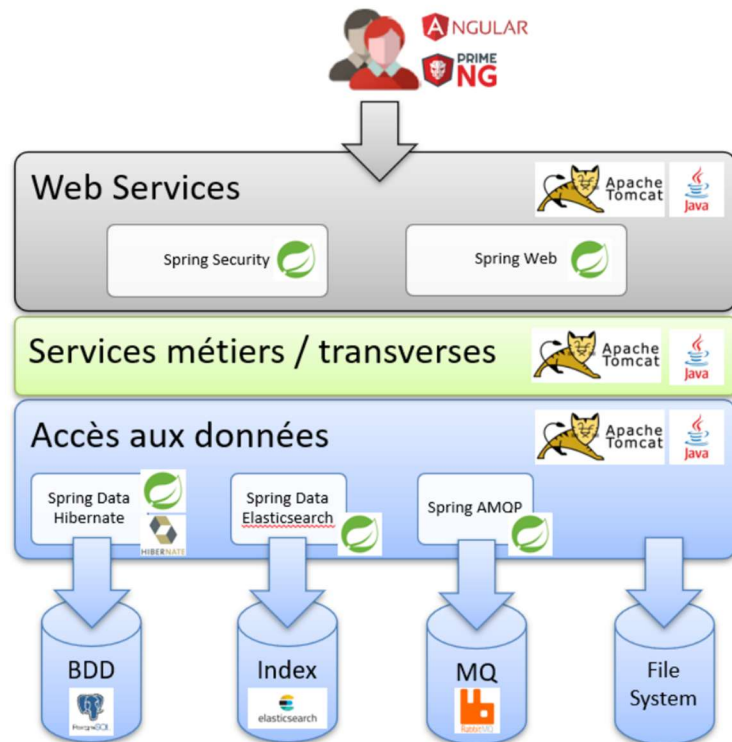 ANGULAR
PRIME
NG
Web Services
Apache
Tomcat
Java
Spring Security
Spring Web
Services métiers / transverses
Apache
Tomcat
Java
Accès aux données
Apache
Tomcat
Java
Spring Data
Hibernate
HIBERNATE
Spring Data
Elasticsearch
Spring AMQP
BDD
PostgreSQL
Index
elasticsearch
MQ
RabbitMQ
File
System